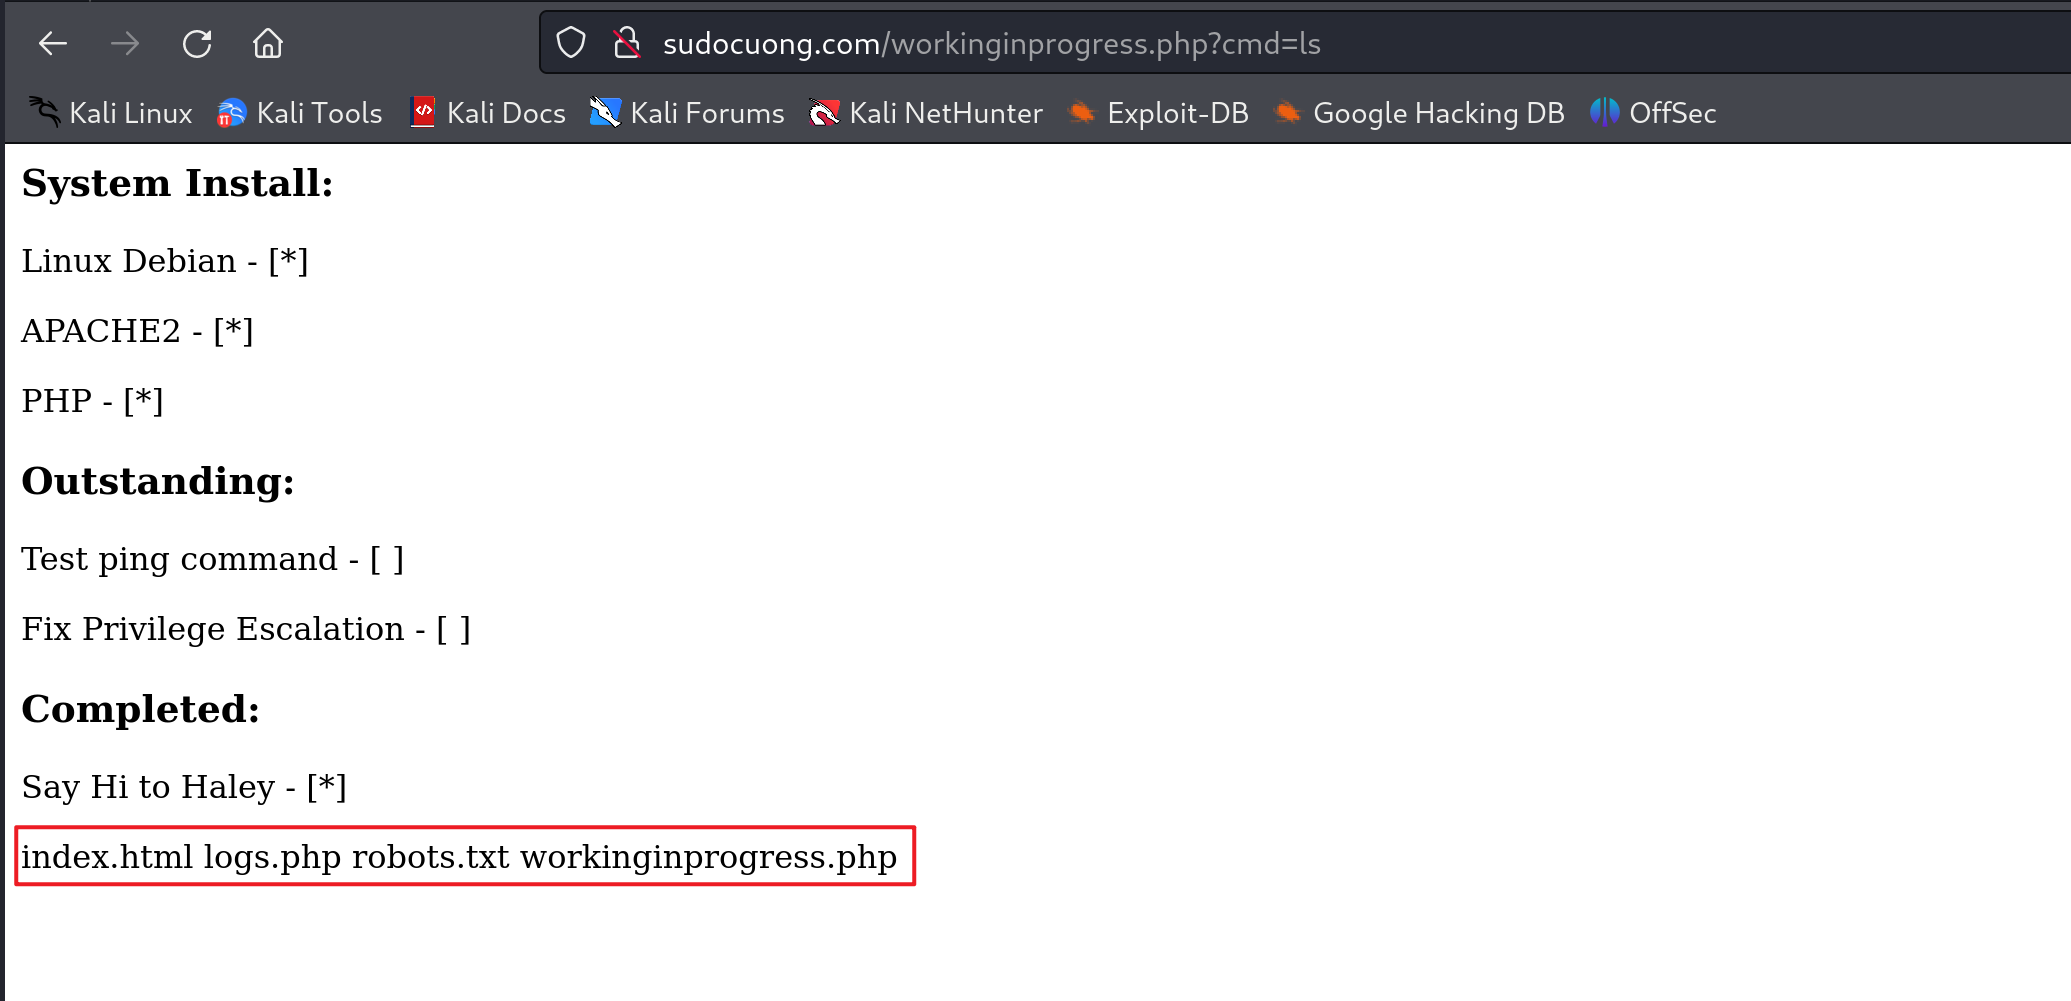 sudocuong.com/workinginprogress.php?cmd=ls
Kali Linux Kali Tools Kali Docs Kali Forums Kali NetHunter Exploit-DB Google Hacking DB OffSec
System Install:
Linux Debian - [*]
APACHE2 - [*]
PHP - [*]
Outstanding:
Test ping command - [ ]
Fix Privilege Escalation - [ ]
Completed:
Say Hi to Haley - [*]
index.html logs.php robots.txt workinginprogress.php